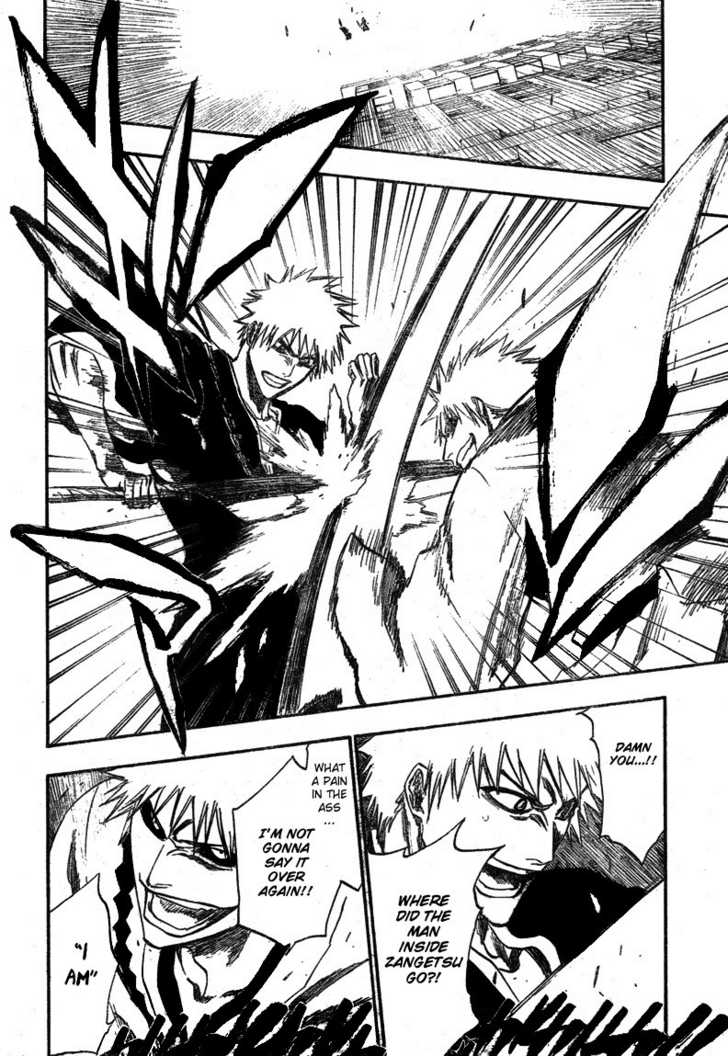 DAMN
YOU...!!
WHERE
DID THE
MAN
INSIDE
ZANGETSU
GO?!
WHAT
A PAIN
IN THE
ASS
...
I'M NOT
GONNA
SAY IT
OVER
AGAIN!!
"I
AM"